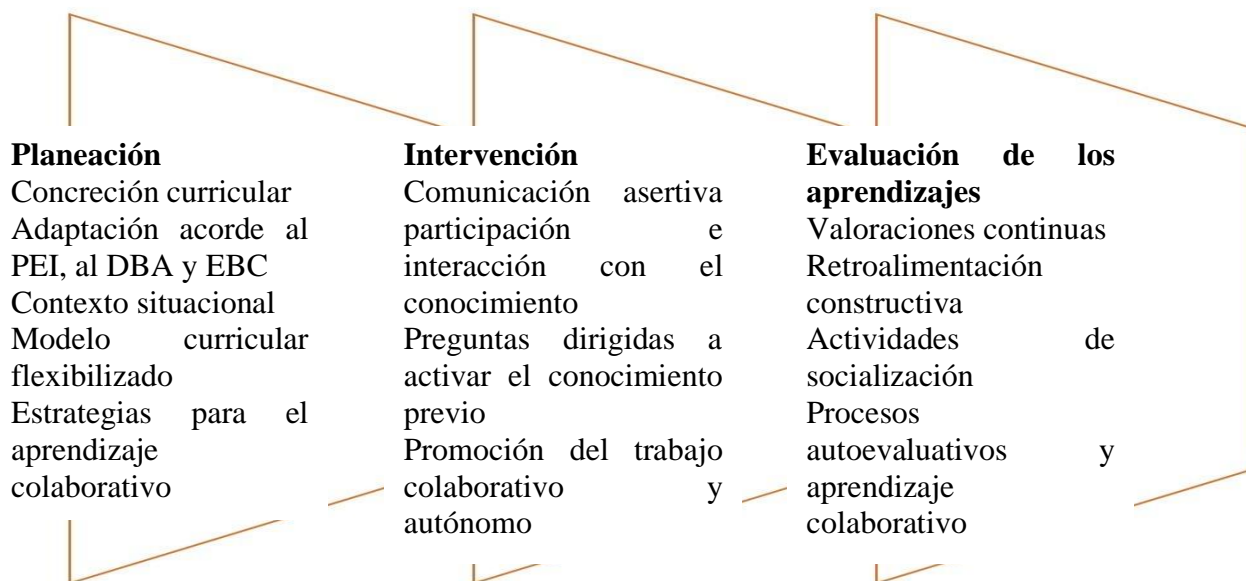 Planeación
Concreción curricular
Adaptación acorde al
PEI, al DBA y EBC
Contexto situacional
Modelo curricular
flexibilizado
Estrategias para el
aprendizaje
colaborativo
Intervención
Comunicación asertiva
participación e
interacción con el
conocimiento
Preguntas dirigidas a
activar el conocimiento
previo
Promoción del trabajo
colaborativo y
autónomo
Evaluación de los
aprendizajes
Valoraciones continuas
Retroalimentación
constructiva
Actividades de
socialización
Procesos
autoevaluativos y
aprendizaje
colaborativo